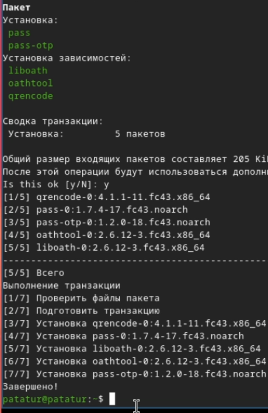 Пакет
Установка:
pass
pass-otp
Установка зависимостей:
liboath
oathtool
qrencode
Сводка транзакции:
Установка: 5 пакетов
Общий размер входящих пакетов составляет 205 KiB
После этой операции будут использоваться дополн
Is this ok [y/N]: y
[1/5] qrencode-0:4.1.1-11.fc43.x86_64
[2/5] pass-0:1.7.4-17.fc43.noarch
[3/5] pass-otp-0:1.2.0-18.fc43.noarch
[4/5] oathtool-0:2.6.12-3.fc43.x86_64
[5/5] liboath-0:2.6.12-3.fc43.x86_64
--------------------------------------
[5/5] Всего
Выполнение транзакции
[1/7] Проверить файлы пакета
[2/7] Подготовить транзакцию
[3/7] Установка qrencode-0:4.1.1-11.fc43.x86_64
[4/7] Установка pass-0:1.7.4-17.fc43.noarch
[5/7] Установка liboath-0:2.6.12-3.fc43.x86_64
[6/7] Установка oathtool-0:2.6.12-3.fc43.x86_64
[7/7] Установка pass-otp-0:1.2.0-18.fc43.noarch
Завершено!
patatur@patatur:~$